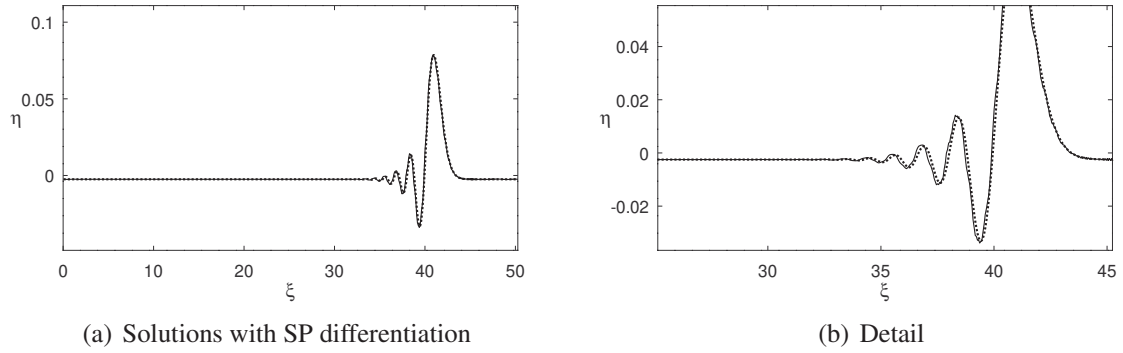 0.1
0.05
η
0
0 10 20 30 40 50
ξ
(a) Solutions with SP differentiation
0.04
0.02
η
0
-0.02
30 35 40 45
ξ
(b) Detail